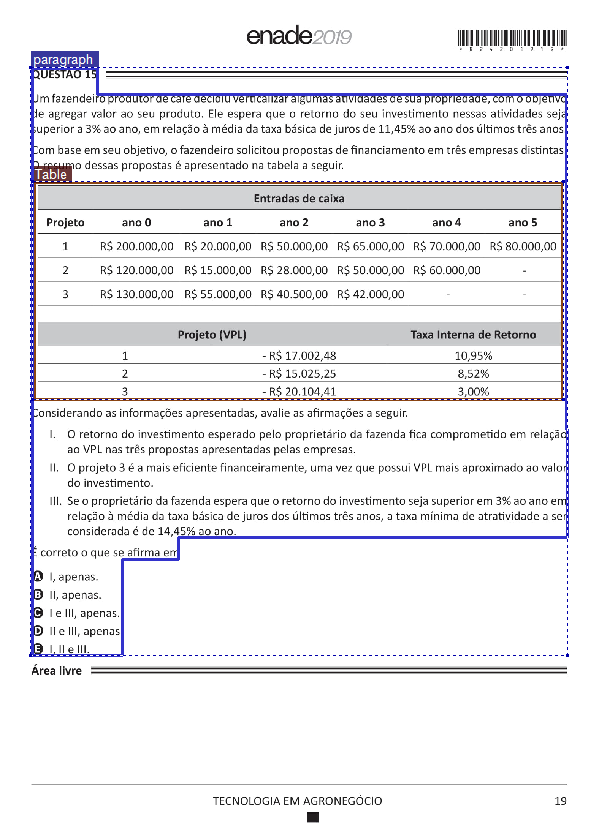 enade2019
paragraph
QUESTÃO 15
Um fazendeiro produtor de café decidiu verticalizar algumas atividades de sua propriedade, com o objetivo
de agregar valor ao seu produto. Ele espera que o retorno do seu investimento nessas atividades seja
superior a 3% ao ano, em relação à média da taxa básica de juros de 11,45% ao ano dos últimos três anos.
Com base em seu objetivo, o fazendeiro solicitou propostas de financiamento em três empresas distintas.
O resumo dessas propostas é apresentado na tabela a seguir.
Table
Entradas de caixa
Projeto ano 0 ano 1 ano 2 ano 3 ano 4 ano 5
1 R$ 200.000,00 R$ 20.000,00 R$ 50.000,00 R$ 65.000,00 R$ 70.000,00 R$ 80.000,00
2 R$ 120.000,00 R$ 15.000,00 R$ 28.000,00 R$ 50.000,00 R$ 60.000,00 -
3 R$ 130.000,00 R$ 55.000,00 R$ 40.500,00 R$ 42.000,00 - -
Projeto (VPL) Taxa Interna de Retorno
1 - R$ 17.002,48 10,95%
2 - R$ 15.025,25 8,52%
3 - R$ 20.104,41 3,00%
Considerando as informações apresentadas, avalie as afirmações a seguir.
I. O retorno do investimento esperado pelo proprietário da fazenda fica comprometido em relação
ao VPL nas três propostas apresentadas pelas empresas.
II. O projeto 3 é a mais eficiente financeiramente, uma vez que possui VPL mais aproximado ao valor
do investimento.
III. Se o proprietário da fazenda espera que o retorno do investimento seja superior em 3% ao ano em
relação à média da taxa básica de juros dos últimos três anos, a taxa mínima de atratividade a ser
considerada é de 14,45% ao ano.
É correto o que se afirma em
A I, apenas.
B II, apenas.
C I e III, apenas.
D II e III, apenas.
E I, II e III.
Área livre
TECNOLOGIA EM AGRONEGÓCIO 19